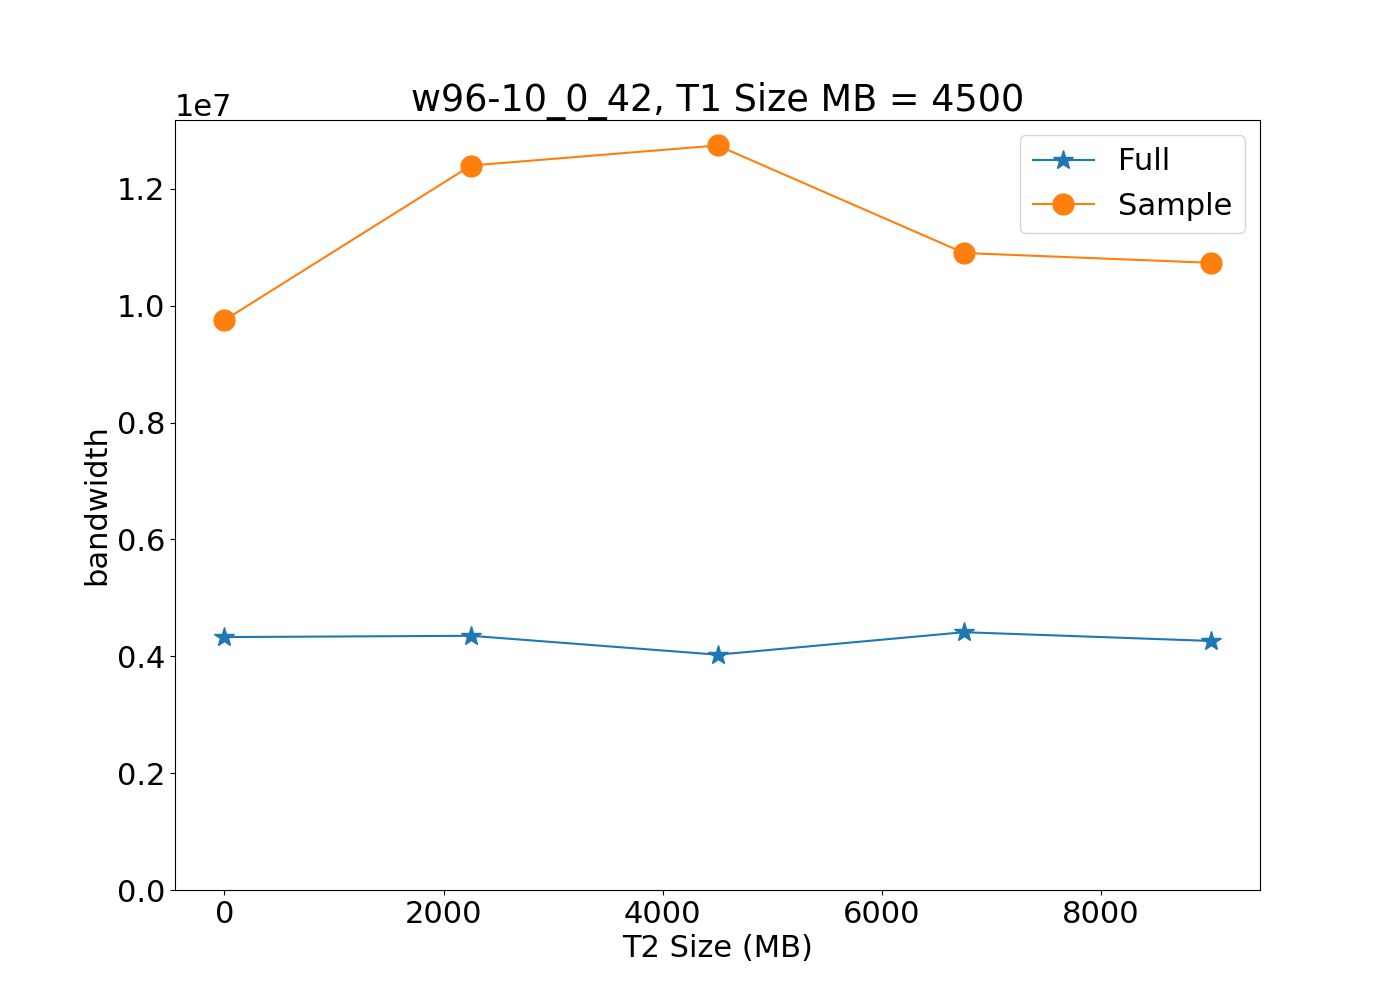 w96-10_0_42, T1 Size MB = 4500
1e7
Full
Sample
1.2
1.0
0.8
0.6
0.4
0.2
0.0
bandwidth
0 2000 4000 6000 8000
T2 Size (MB)